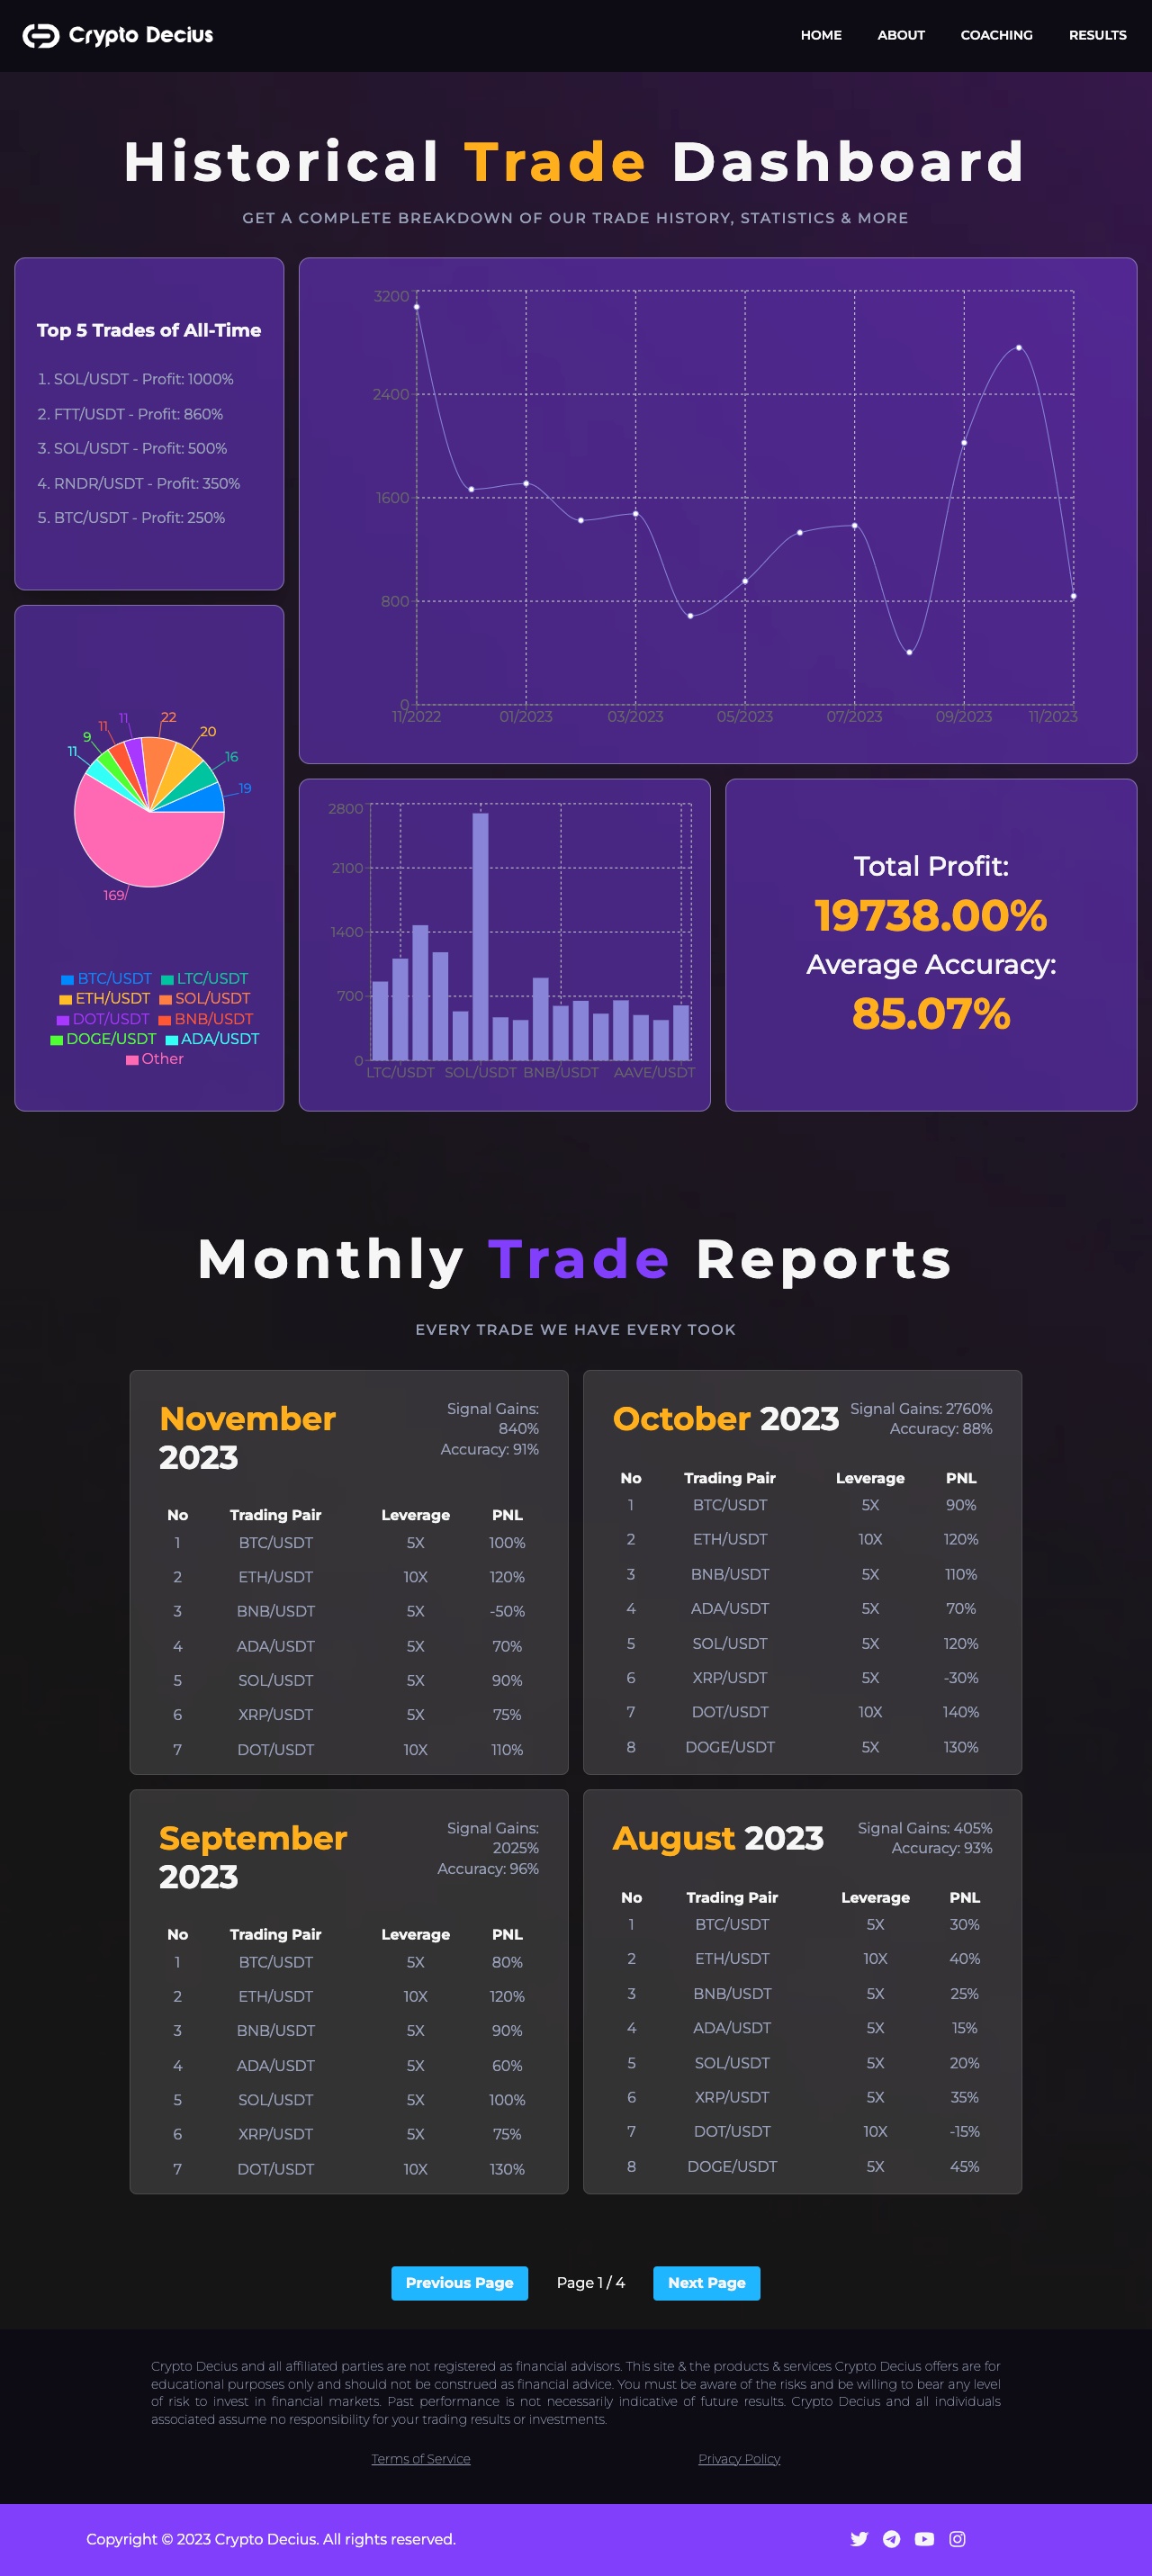 Crypto Decius
HOME ABOUT COACHING RESULTS
Historical Trade Dashboard
GET A COMPLETE BREAKDOWN OF OUR TRADE HISTORY, STATISTICS & MORE
Top 5 Trades of All-Time
1. SOL/USDT - Profit: 1000%
2. FTT/USDT - Profit: 860%
3. SOL/USDT - Profit: 500%
4. RNDR/USDT - Profit: 350%
5. BTC/USDT - Profit: 250%
3200
2400
1600
800
0
11/2022 01/2023 03/2023 05/2023 07/2023 09/2023 11/2023
11 22
11 20
9
11 16
19
169
BTC/USDT LTC/USDT
ETH/USDT SOL/USDT
DOT/USDT BNB/USDT
DOGE/USDT ADA/USDT
Other
2800
2100
1400
700
0
LTC/USDT SOL/USDT BNB/USDT AAVE/USDT
Total Profit:
19738.00%
Average Accuracy:
85.07%
Monthly Trade Reports
EVERY TRADE WE HAVE EVERY TOOK
November
2023
Signal Gains:
840%
Accuracy: 91%
No Trading Pair Leverage PNL
1 BTC/USDT 5X 100%
2 ETH/USDT 10X 120%
3 BNB/USDT 5X -50%
4 ADA/USDT 5X 70%
5 SOL/USDT 5X 90%
6 XRP/USDT 5X 75%
7 DOT/USDT 10X 110%
October 2023
Signal Gains: 2760%
Accuracy: 88%
No Trading Pair Leverage PNL
1 BTC/USDT 5X 90%
2 ETH/USDT 10X 120%
3 BNB/USDT 5X 110%
4 ADA/USDT 5X 70%
5 SOL/USDT 5X 120%
6 XRP/USDT 5X -30%
7 DOT/USDT 10X 140%
8 DOGE/USDT 5X 130%
September
2023
Signal Gains:
2025%
Accuracy: 96%
No Trading Pair Leverage PNL
1 BTC/USDT 5X 80%
2 ETH/USDT 10X 120%
3 BNB/USDT 5X 90%
4 ADA/USDT 5X 60%
5 SOL/USDT 5X 100%
6 XRP/USDT 5X 75%
7 DOT/USDT 10X 130%
August 2023
Signal Gains: 405%
Accuracy: 93%
No Trading Pair Leverage PNL
1 BTC/USDT 5X 30%
2 ETH/USDT 10X 40%
3 BNB/USDT 5X 25%
4 ADA/USDT 5X 15%
5 SOL/USDT 5X 20%
6 XRP/USDT 5X 35%
7 DOT/USDT 10X -15%
8 DOGE/USDT 5X 45%
Previous Page Page 1 / 4 Next Page
Crypto Decius and all affiliated parties are not registered as financial advisors. This site & the products & services Crypto Decius offers are for
educational purposes only and should not be construed as financial advice. You must be aware of the risks and be willing to bear any level
of risk to invest in financial markets. Past performance is not necessarily indicative of future results. Crypto Decius and all individuals
associated assume no responsibility for your trading results or investments.
Terms of Service Privacy Policy
Copyright © 2023 Crypto Decius. All rights reserved.